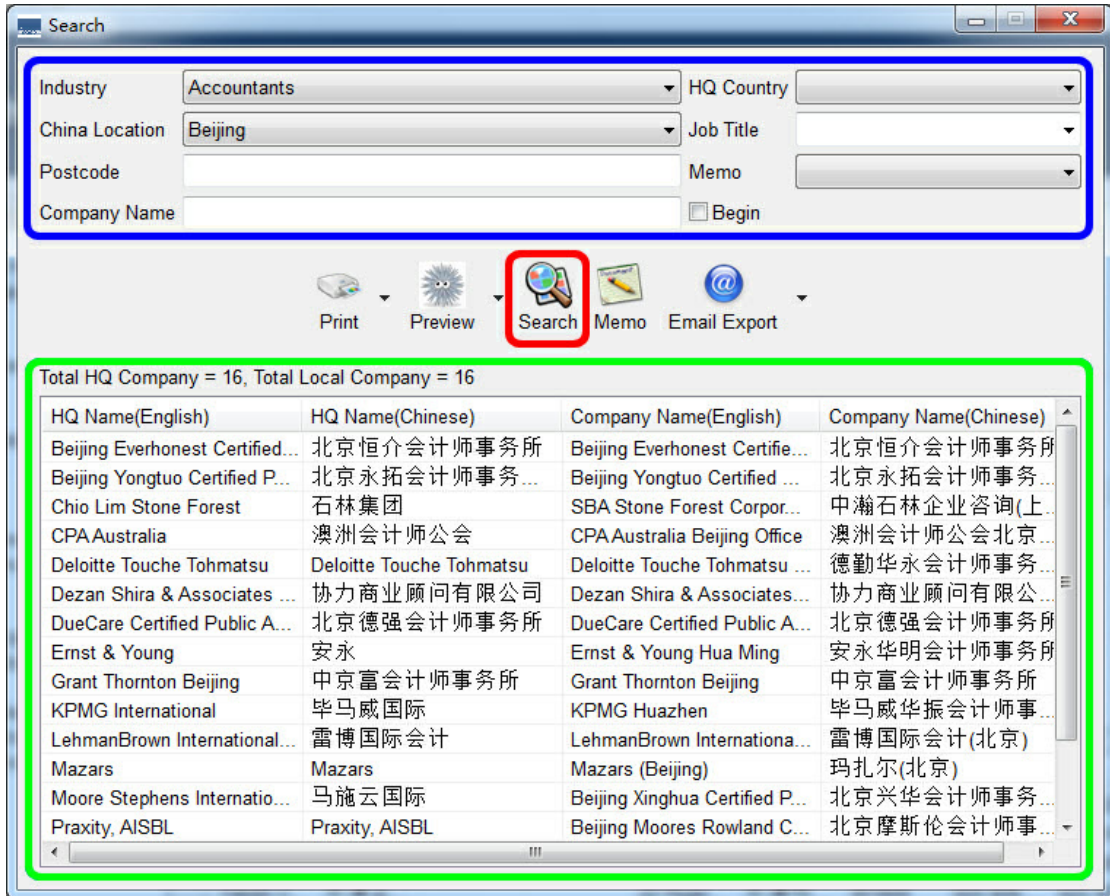 Search
Industry Accountants HQ Country
China Location Beijing Job Title
Postcode Memo
Company Name Begin
Print Preview Search Memo Email Export
Total HQ Company = 16, Total Local Company = 16
HQ Name(English) HQ Name(Chinese) Company Name(English) Company Name(Chinese)
Beijing Everhonest Certified... 北京恒介会计师事务所 Beijing Everhonest Certifie... 北京恒介会计师事务所
Beijing Yongtuo Certified P... 北京永拓会计师事务... Beijing Yongtuo Certified ... 北京永拓会计师事务...
Chio Lim Stone Forest 石林集团 SBA Stone Forest Corpor... 中瀚石林企业咨询(上...
CPA Australia 澳洲会计师公会 CPA Australia Beijing Office 澳洲会计师公会北京...
Deloitte Touche Tohmatsu Deloitte Touche Tohmatsu Deloitte Touche Tohmatsu ... 德勤华永会计师事务...
Dezan Shira & Associates ... 协力商业顾问有限公司 Dezan Shira & Associates... 协力商业顾问有限公...
DueCare Certified Public A... 北京德强会计师事务所 DueCare Certified Public A... 北京德强会计师事务所
Ernst & Young 安永 Ernst & Young Hua Ming 安永华明会计师事务所
Grant Thornton Beijing 中京富会计师事务所 Grant Thornton Beijing 中京富会计师事务所
KPMG International 毕马威国际 KPMG Huazhen 毕马威华振会计师事...
LehmanBrown International... 雷博国际会计 LehmanBrown Internationa... 雷博国际会计(北京)
Mazars Mazars Mazars (Beijing) 玛扎尔(北京)
Moore Stephens Internatio... 马施云国际 Beijing Xinghua Certified P... 北京兴华会计师事务...
Praxity, AISBL Praxity, AISBL Beijing Moores Rowland C... 北京摩斯伦会计师事...